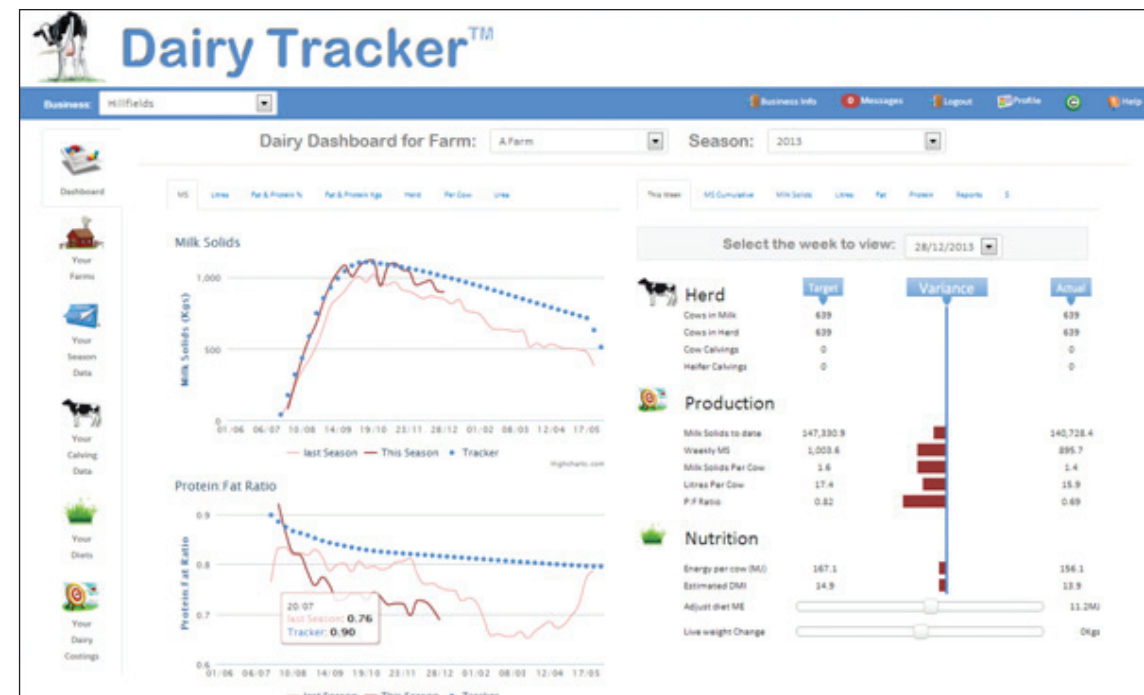 Dairy Tracker™
Business: Hillfields
Business Info 0 Messages Logout Profile Help
Dairy Dashboard for Farm: A Farm Season: 2013
Dashboard
Your Farms
Your Season Data
Your Calving Data
Your Diets
Your Dairy Costings
MS Litres Fat & Protein % Fat & Protein Kgs Herd Per Cow Urea
Milk Solids
Milk Solids (Kgs)
1,000
500
0
01/06 06/07 10/08 14/09 19/10 23/11 28/12 01/02 08/03 12/04 17/05
last Season This Season Tracker
Highcharts.com
Protein:Fat Ratio
Protein:Fat Ratio
0.9
0.8
0.7
0.6
20/07
last Season: 0.76
Tracker: 0.90
01/06 06/07 10/08 14/09 19/10 23/11 28/12 01/02 08/03 12/04 17/05
last Season This Season Tracker
This Week MS Cumulative Milk Solids Litres Fat Protein Reports
Select the week to view: 28/12/2013
Herd Target Variance Actual
Cows in Milk 639 639
Cows in Herd 639 639
Cow Calvings 0 0
Heifer Calvings 0 0
Production
Milk Solids to date 147,330.9 140,728.4
Weekly MS 1,003.6 895.7
Milk Solids Per Cow 1.6 1.4
Litres Per Cow 17.4 15.9
P:F Ratio 0.82 0.69
Nutrition
Energy per cow (MJ) 167.1 156.1
Estimated DMI 14.9 13.9
Adjust diet ME 11.2MJ
Live weight Change 0Kgs